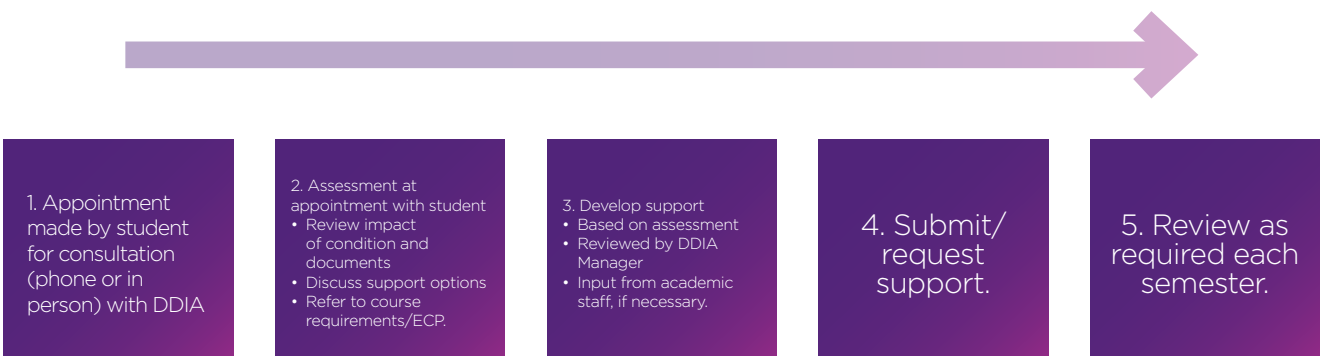 1. Appointment
made by student
for consultation
(phone or in
person) with DDIA
2. Assessment at
appointment with student
• Review impact
of condition and
documents
• Discuss support options
• Refer to course
requirements/ECP.
3. Develop support
• Based on assessment
• Reviewed by DDIA
Manager
• Input from academic
staff, if necessary.
4. Submit/
request
support.
5. Review as
required each
semester.